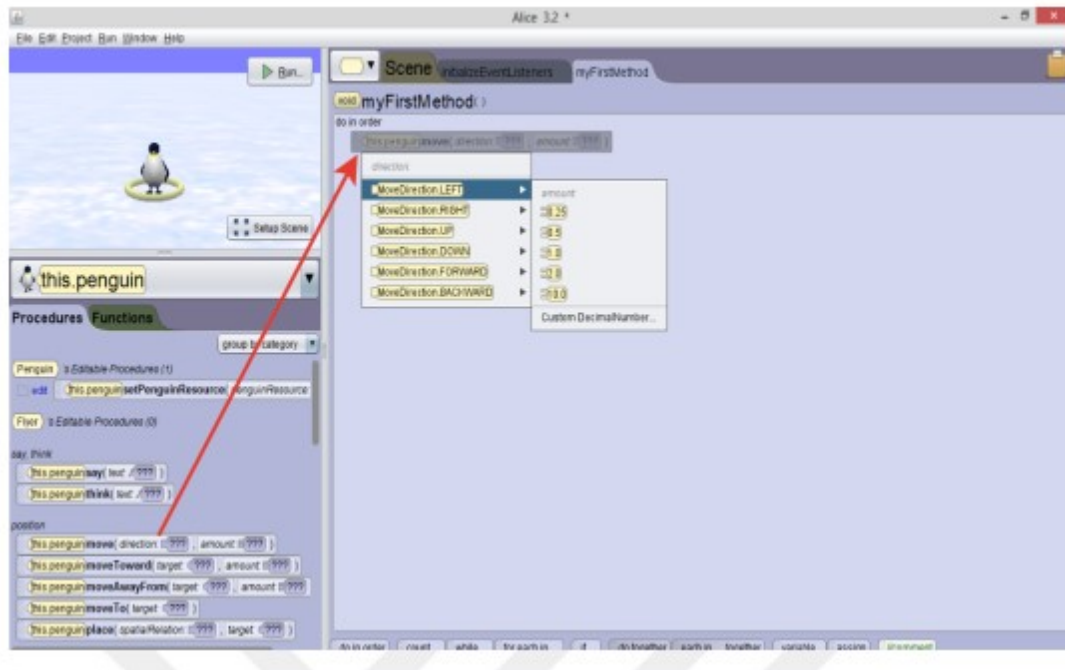 Alice 3.2 *
File Edit Project Run Window Help
Run...
Setup Scene
this.penguin
Procedures Functions
group by category
Penguin 's Editable Procedures (1)
edit this.penguin setPenguinResource( penguinResource:
Flyer 's Editable Procedures (0)
say, think
this.penguin say( text: ??? )
this.penguin think( text: ??? )
position
this.penguin move( direction: ??? , amount: ??? )
this.penguin moveToward( target: ??? , amount: ??? )
this.penguin moveAwayFrom( target: ??? , amount: ???
this.penguin moveTo( target: ??? )
this.penguin place( spatialRelation: ??? , target: ??? )
Scene initializeEventListeners myFirstMethod
void myFirstMethod ( )
do in order
this.penguin move( direction: ??? , amount: ??? )
direction
MoveDirection.LEFT
MoveDirection.RIGHT
MoveDirection.UP
MoveDirection.DOWN
MoveDirection.FORWARD
MoveDirection.BACKWARD
amount
0.25
0.5
1.0
2.0
10.0
Custom DecimalNumber...
do in order count while for each in if do together each in together variable assign //comment